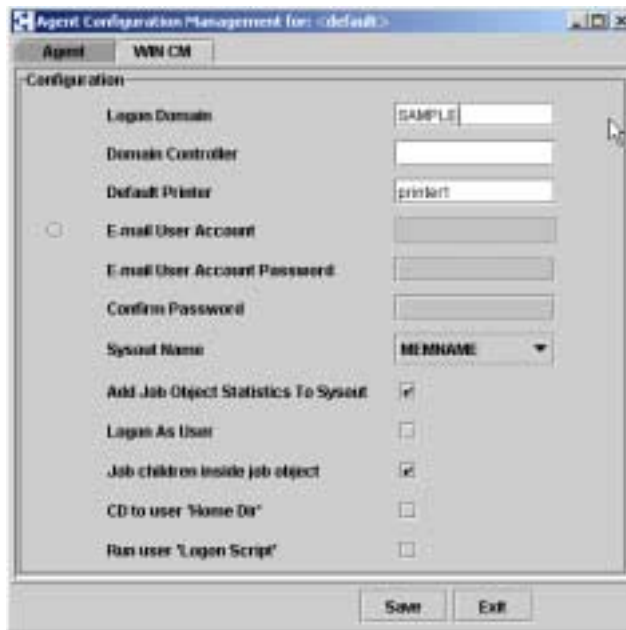 Agent Configuration Management for: <default>
Agent WIN CM
Configuration
Logon Domain SAMPLE
Domain Controller
Default Printer printer1
E-mail User Account
E-mail User Account Password
Confirm Password
Sysout Name MEMNAME
Add Job Object Statistics To Sysout
Logon As User
Job children inside job object
CD to user 'Home Dir'
Run user 'Logon Script'
Save Exit